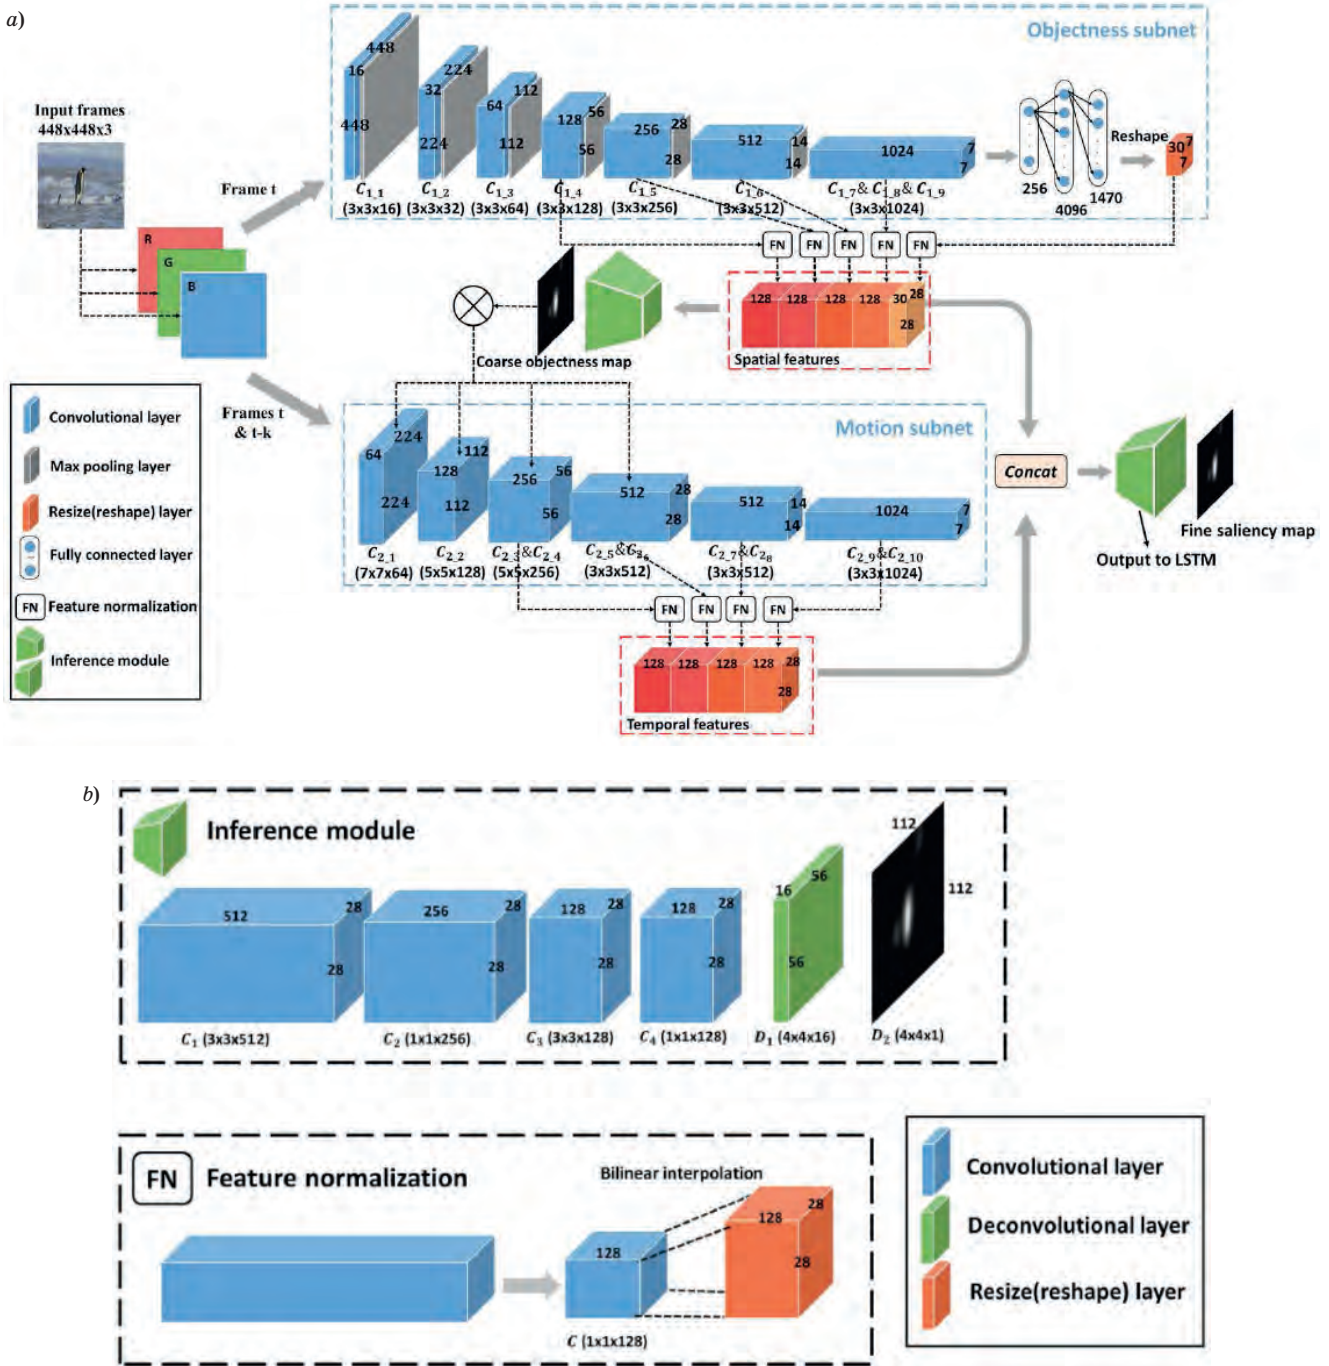 a)
Objectness subnet
Input frames
448x448x3
Frame t
448
16
448
224
32
224
112
64
112
56
128
56
28
256
28
512
14
14
1024
7
7
Reshape
30
7
7
256
4096
1470
C1_1
(3x3x16)
C1_2
(3x3x32)
C1_3
(3x3x64)
C1_4
(3x3x128)
C1_5
(3x3x256)
C1_6
(3x3x512)
C1_7& C1_8 & C1_9
(3x3x1024)
R
G
B
FN FN FN FN FN
128 128 128 128 30 28
28
Spatial features
Coarse objectness map
Frames t
& t-k
Motion subnet
224
64
224
112
128
112
56
256
56
28
512
28
512
14
14
1024
7
7
C2_1
(7x7x64)
C2_2
(5x5x128)
C2_3&C2_4
(5x5x256)
C2_5&C2_6
(3x3x512)
C2_7&C2_8
(3x3x512)
C2_9&C2_10
(3x3x1024)
FN FN FN FN
128 128 128 128 28
28
Temporal features
Concat
Output to LSTM
Fine saliency map
Convolutional layer
Max pooling layer
Resize(reshape) layer
Fully connected layer
FN Feature normalization
Inference module
b)
Inference module
512
28
28
256
28
28
128
28
28
128
28
28
16
56
56
112
112
C1 (3x3x512)
C2 (1x1x256)
C3 (3x3x128)
C4 (1x1x128)
D1 (4x4x16)
D2 (4x4x1)
FN Feature normalization
Bilinear interpolation
128
128
28
28
C (1x1x128)
Convolutional layer
Deconvolutional layer
Resize(reshape) layer